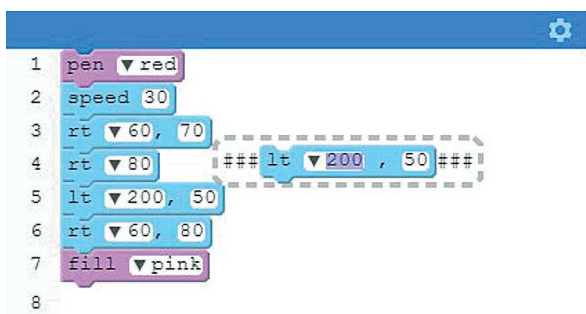 1 pen ▼ red
2 speed 30
3 rt ▼ 60, 70
4 rt ▼ 80
### lt ▼ 200 , 50 ###
5 lt ▼ 200, 50
6 rt ▼ 60, 80
7 fill ▼ pink
8